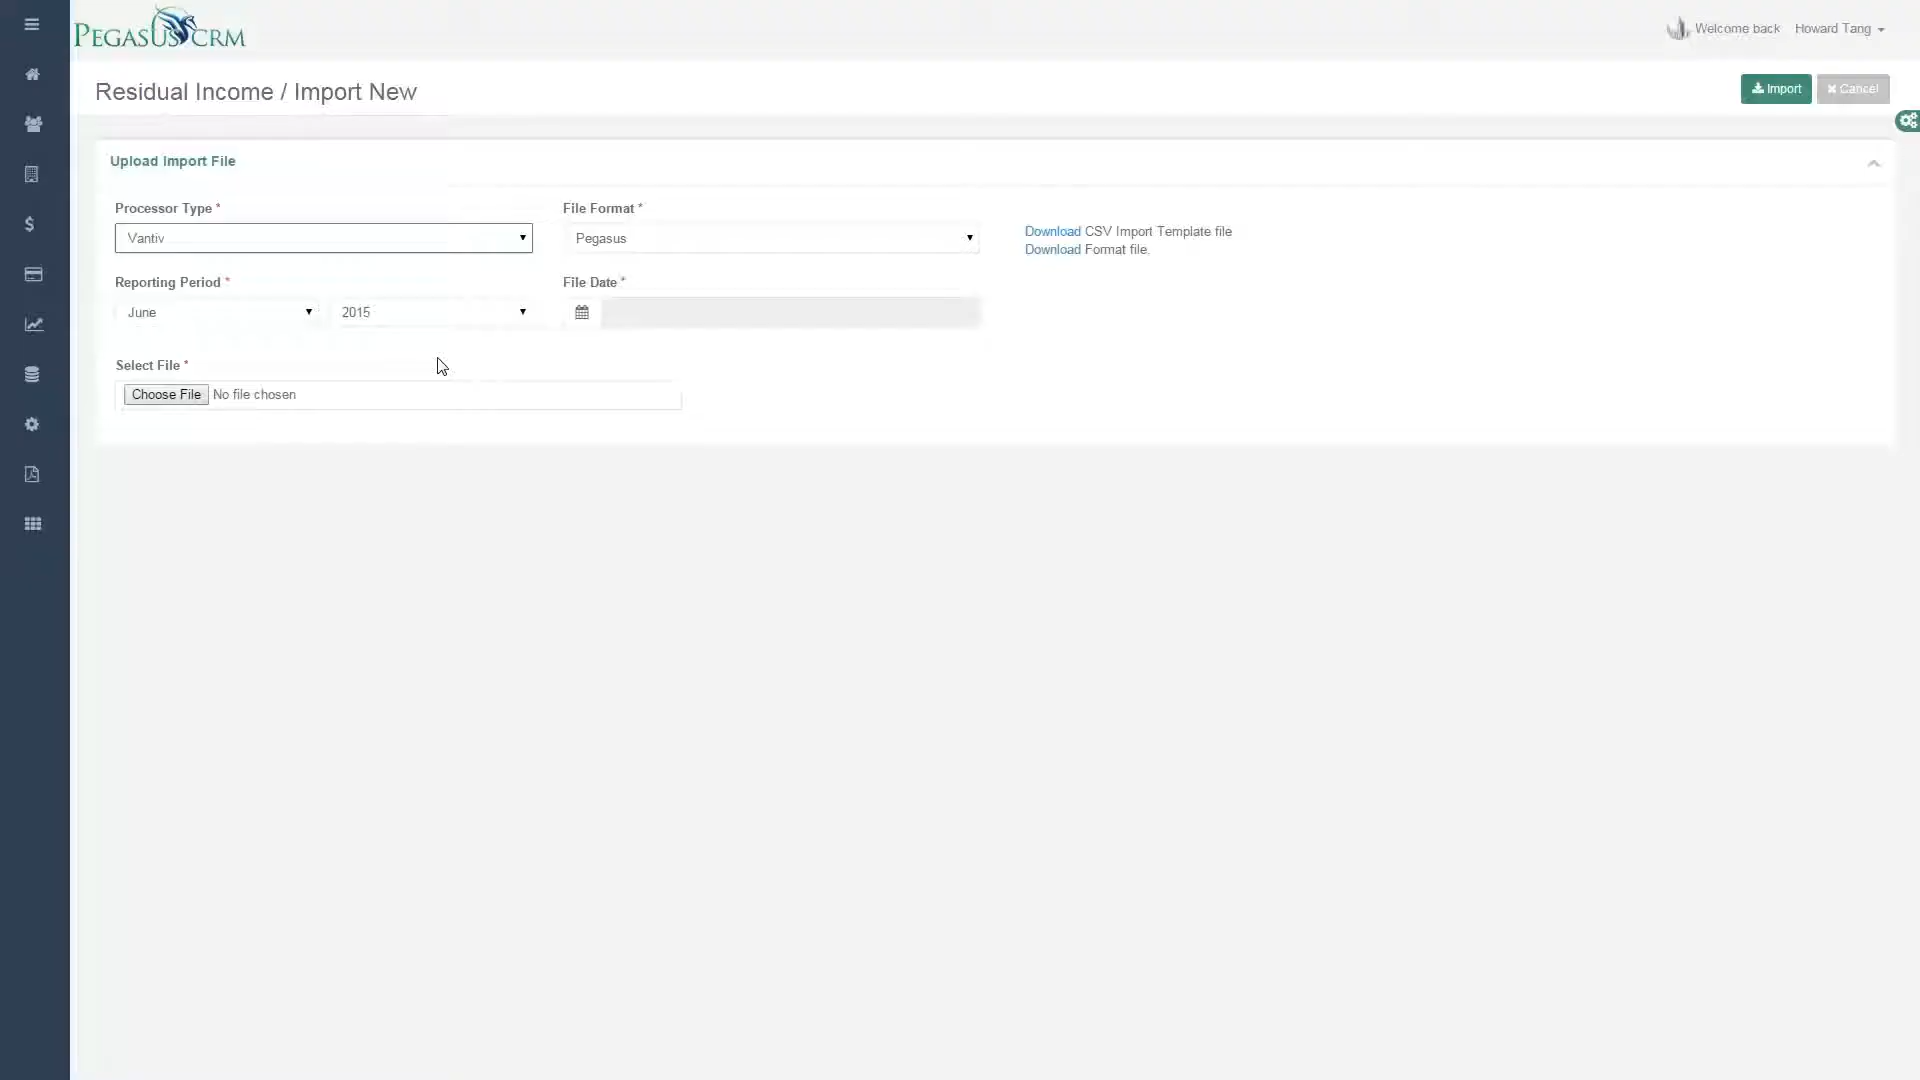 PEGASUS CRM
Welcome back Howard Tang
Residual Income / Import New
Import
Cancel
Upload Import File
Processor Type *
File Format *
Vantiv
Pegasus
Download CSV Import Template file
Download Format file.
Reporting Period *
File Date *
June
2015
Select File *
Choose File No file chosen